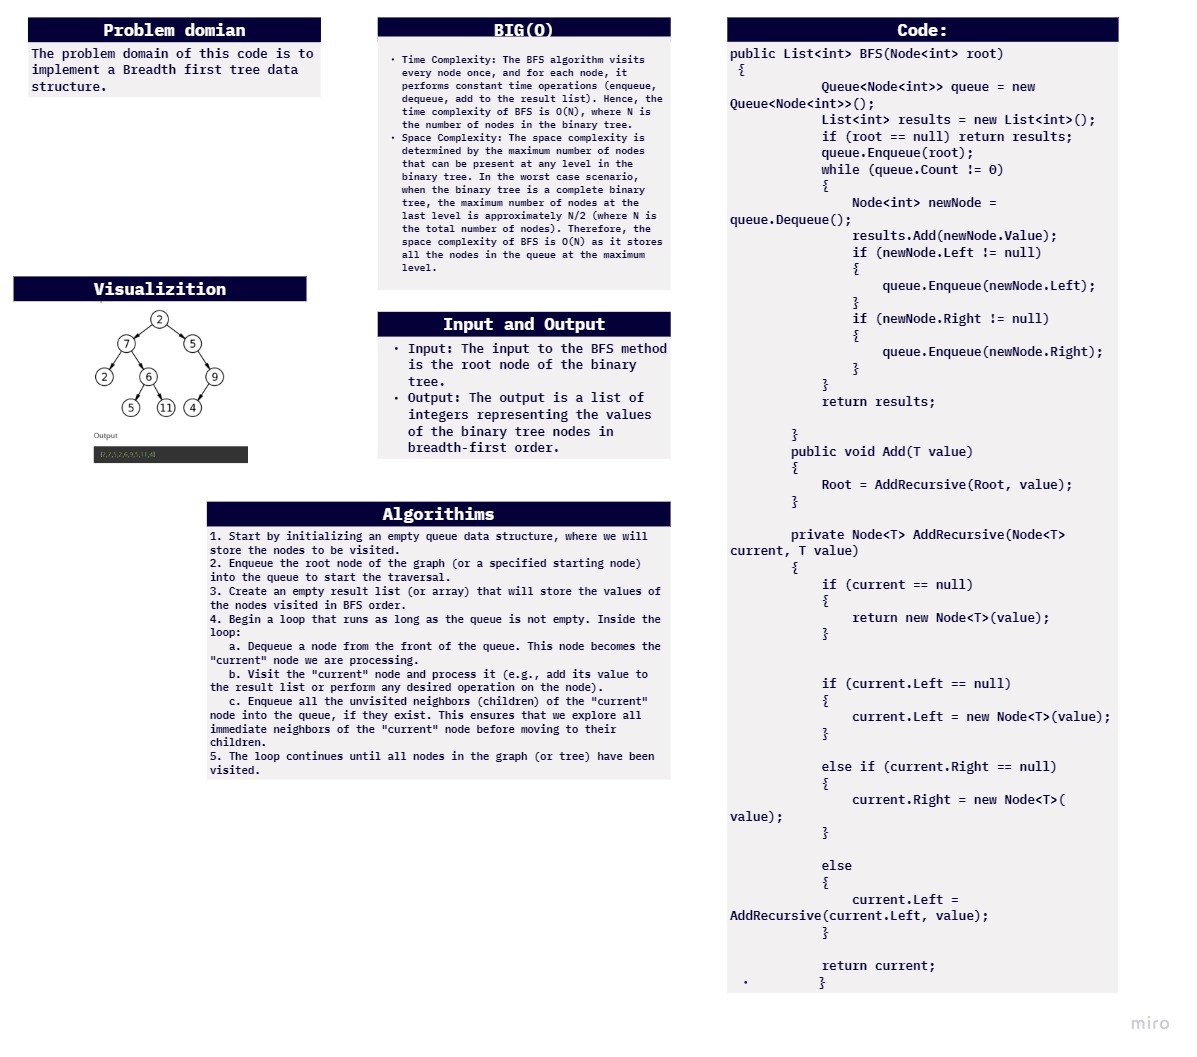 Problem domian
The problem domain of this code is to
implement a Breadth first tree data
structure.
Visualizition
2
7
5
2
6
9
5
11
4
Output
BIG(O)
· Time Complexity: The BFS algorithm visits
every node once, and for each node, it
performs constant time operations (enqueue,
dequeue, add to the result list). Hence, the
time complexity of BFS is O(N), where N is
the number of nodes in the binary tree.
· Space Complexity: The space complexity is
determined by the maximum number of nodes
that can be present at any level in the
binary tree. In the worst case scenario,
when the binary tree is a complete binary
tree, the maximum number of nodes at the
last level is approximately N/2 (where N is
the total number of nodes). Therefore, the
space complexity of BFS is O(N) as it stores
all the nodes in the queue at the maximum
level.
Input and Output
· Input: The input to the BFS method
is the root node of the binary
tree.
· Output: The output is a list of
integers representing the values
of the binary tree nodes in
breadth-first order.
Algorithims
1. Start by initializing an empty queue data structure, where we will
store the nodes to be visited.
2. Enqueue the root node of the graph (or a specified starting node)
into the queue to start the traversal.
3. Create an empty result list (or array) that will store the values of
the nodes visited in BFS order.
4. Begin a loop that runs as long as the queue is not empty. Inside the
loop:
a. Dequeue a node from the front of the queue. This node becomes the
"current" node we are processing.
b. Visit the "current" node and process it (e.g., add its value to
the result list or perform any desired operation on the node).
c. Enqueue all the unvisited neighbors (children) of the "current"
node into the queue, if they exist. This ensures that we explore all
immediate neighbors of the "current" node before moving to their
children.
5. The loop continues until all nodes in the graph (or tree) have been
visited.
Code:
public List<int> BFS(Node<int> root)
{
Queue<Node<int>> queue = new
Queue<Node<int>>();
List<int> results = new List<int>();
if (root == null) return results;
queue.Enqueue(root);
while (queue.Count != 0)
{
Node<int> newNode =
queue.Dequeue();
results.Add(newNode.Value);
if (newNode.Left != null)
{
queue.Enqueue(newNode.Left);
}
if (newNode.Right != null)
{
queue.Enqueue(newNode.Right);
}
}
return results;
}
public void Add(T value)
{
Root = AddRecursive(Root, value);
}
private Node<T> AddRecursive(Node<T>
current, T value)
{
if (current == null)
{
return new Node<T>(value);
}
if (current.Left == null)
{
current.Left = new Node<T>(value);
}
else if (current.Right == null)
{
current.Right = new Node<T>(
value);
}
else
{
current.Left =
AddRecursive(current.Left, value);
}
return current;
· }
miro